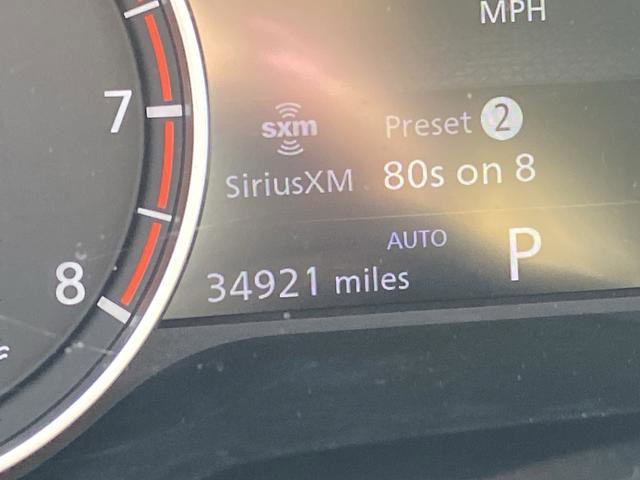 MPH
7
sxm
Preset 2
SiriusXM 80s on 8
AUTO
P
8
34921 miles